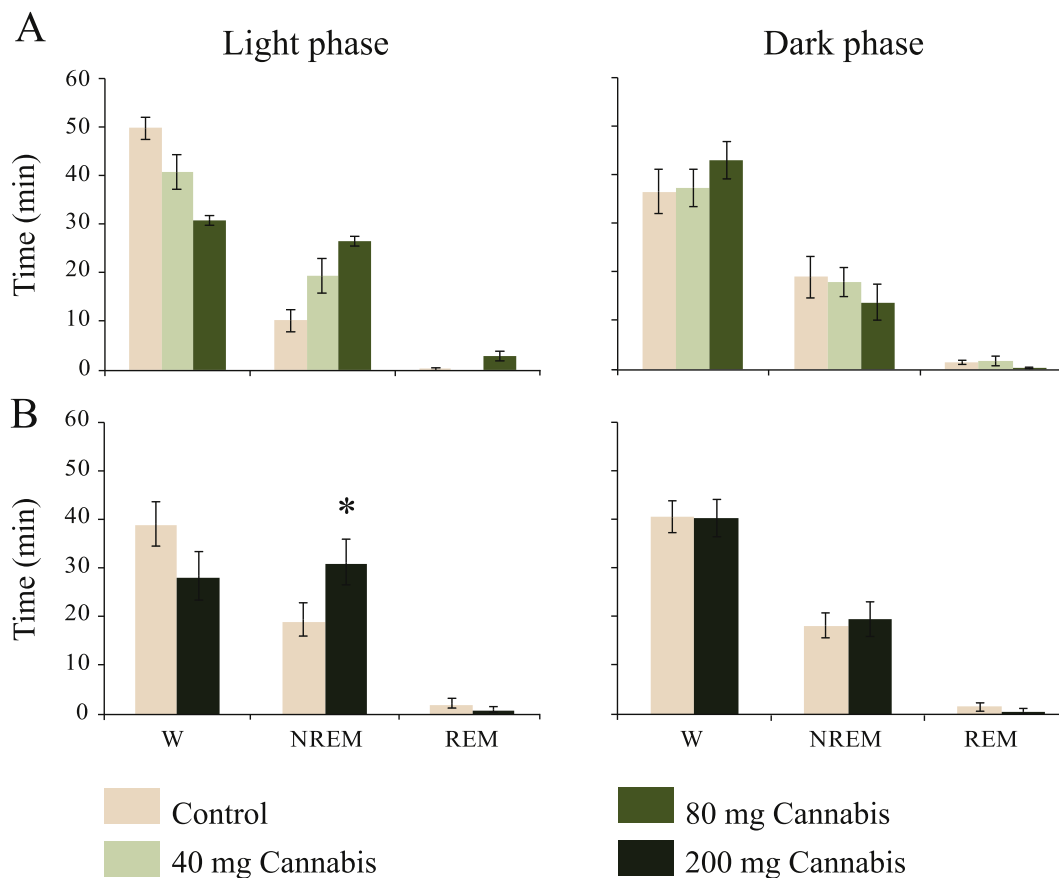 A
Light phase
Dark phase
Time (min)
60
50
40
30
20
10
0
B
Time (min)
60
50
40
30
20
10
0
*
W
NREM
REM
W
NREM
REM
Control
40 mg Cannabis
80 mg Cannabis
200 mg Cannabis